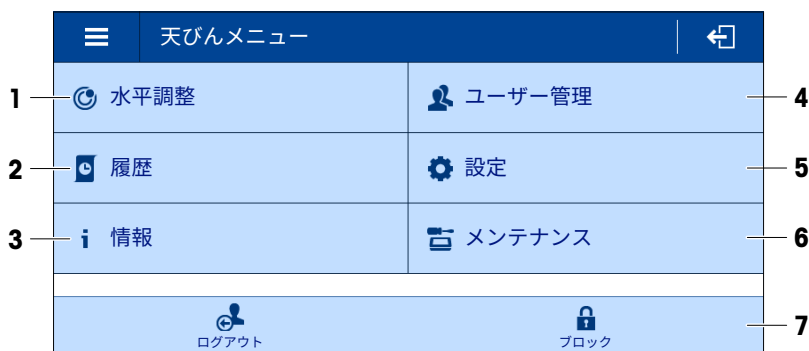 天びんメニュー
1 水平調整
ユーザー管理 4
2 履歴
設定 5
3 情報
メンテナンス 6
ログアウト
ブロック 7